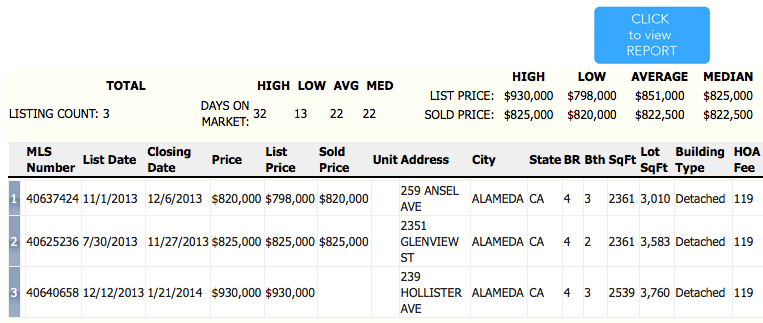 CLICK
to view
REPORT
TOTAL HIGH LOW AVG MED HIGH LOW AVERAGE MEDIAN
LISTING COUNT: 3 DAYS ON MARKET: 32 13 22 22 LIST PRICE: $930,000 $798,000 $851,000 $825,000
SOLD PRICE: $825,000 $820,000 $822,500 $822,500
MLS Number List Date Closing Date Price List Price Sold Price Unit Address City State BR Bth SqFt Lot SqFt Building Type HOA Fee
1 40637424 11/1/2013 12/6/2013 $820,000 $798,000 $820,000 259 ANSEL AVE ALAMEDA CA 4 3 2361 3,010 Detached 119
2 40625236 7/30/2013 11/27/2013 $825,000 $825,000 $825,000 2351 GLENVIEW ST ALAMEDA CA 4 2 2361 3,583 Detached 119
3 40640658 12/12/2013 1/21/2014 $930,000 $930,000 239 HOLLISTER AVE ALAMEDA CA 4 3 2539 3,760 Detached 119